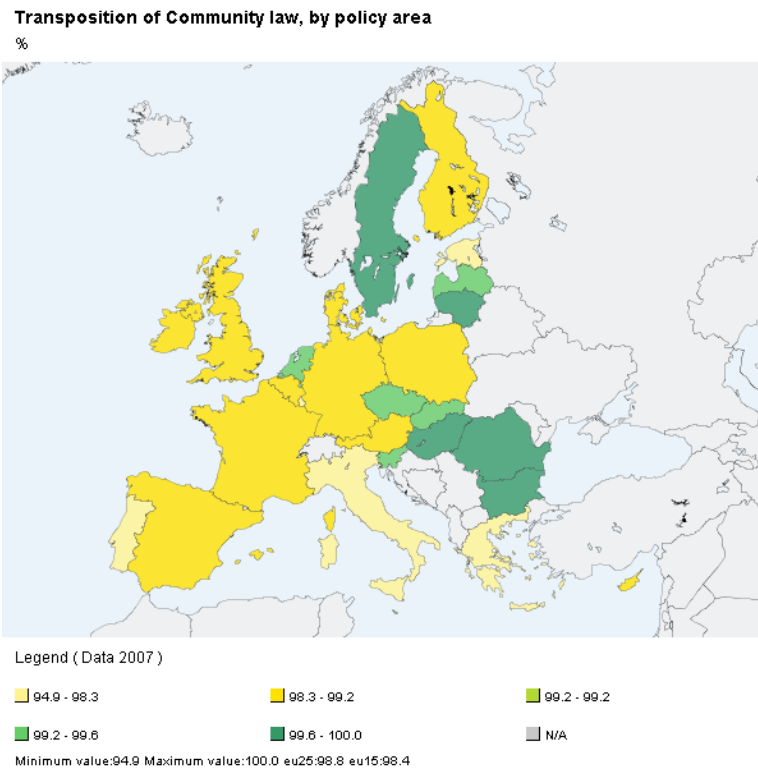 Transposition of Community law, by policy area
%
Legend ( Data 2007 )
94.9 - 98.3 98.3 - 99.2 99.2 - 99.2
99.2 - 99.6 99.6 - 100.0 N/A
Minimum value:94.9 Maximum value:100.0 eu25:98.8 eu15:98.4